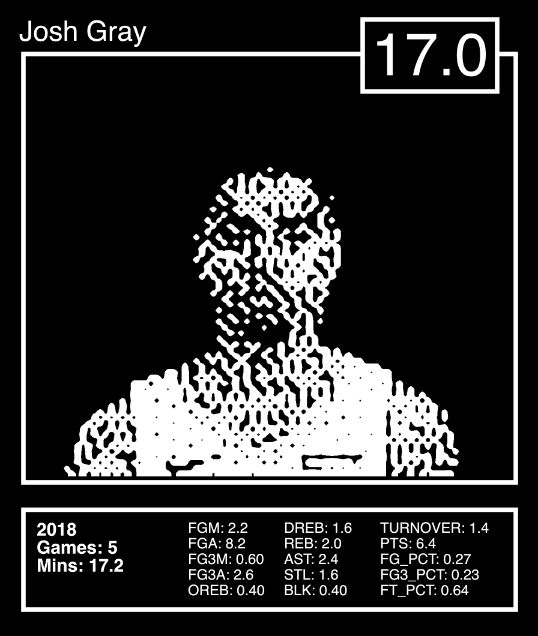 Josh Gray
17.0
2018
Games: 5
Mins: 17.2
FGM: 2.2
FGA: 8.2
FG3M: 0.60
FG3A: 2.6
OREB: 0.40
DREB: 1.6
REB: 2.0
AST: 2.4
STL: 1.6
BLK: 0.40
TURNOVER: 1.4
PTS: 6.4
FG_PCT: 0.27
FG3_PCT: 0.23
FT_PCT: 0.64